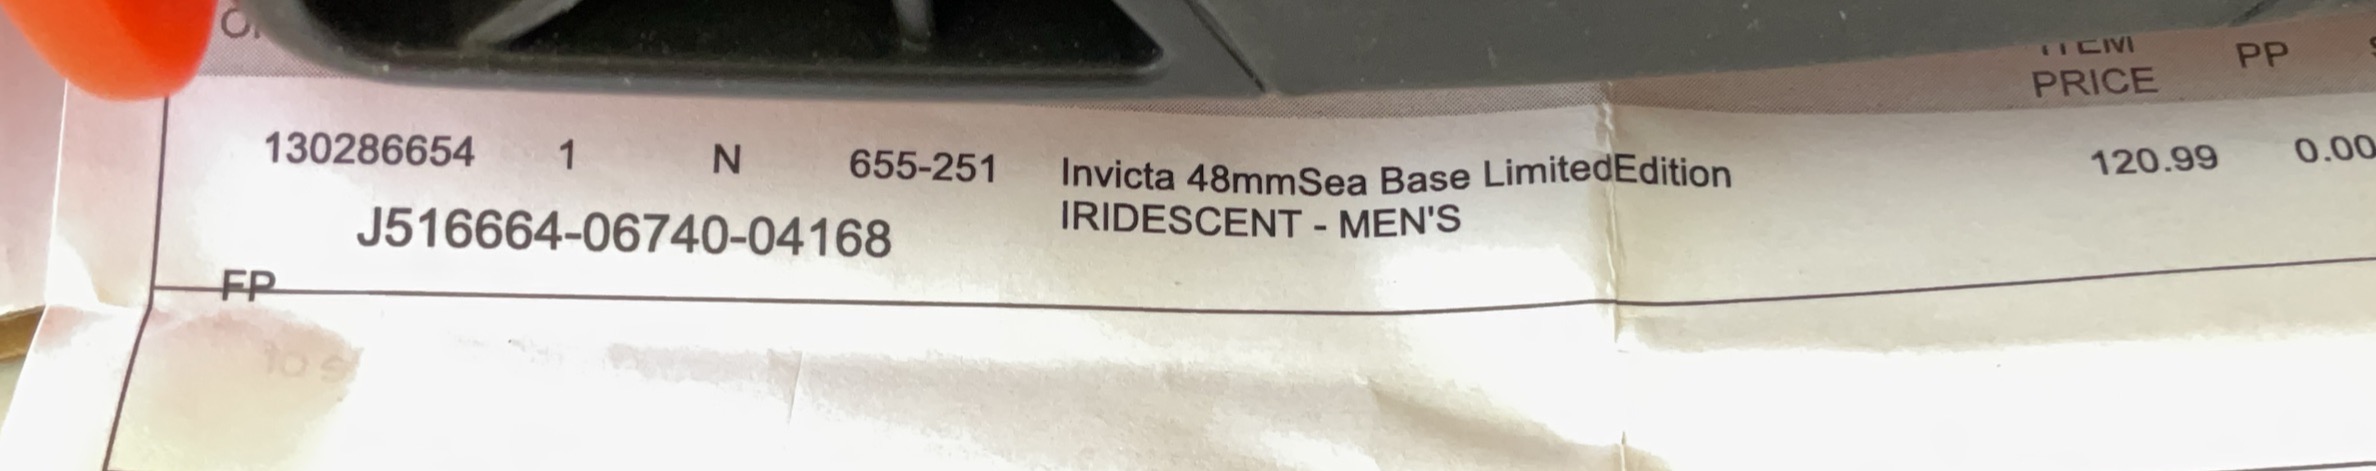 PRICE PP
130286654 1 N 655-251 Invicta 48mmSea Base LimitedEdition 120.99 0.00
J516664-06740-04168 IRIDESCENT - MEN'S
FP